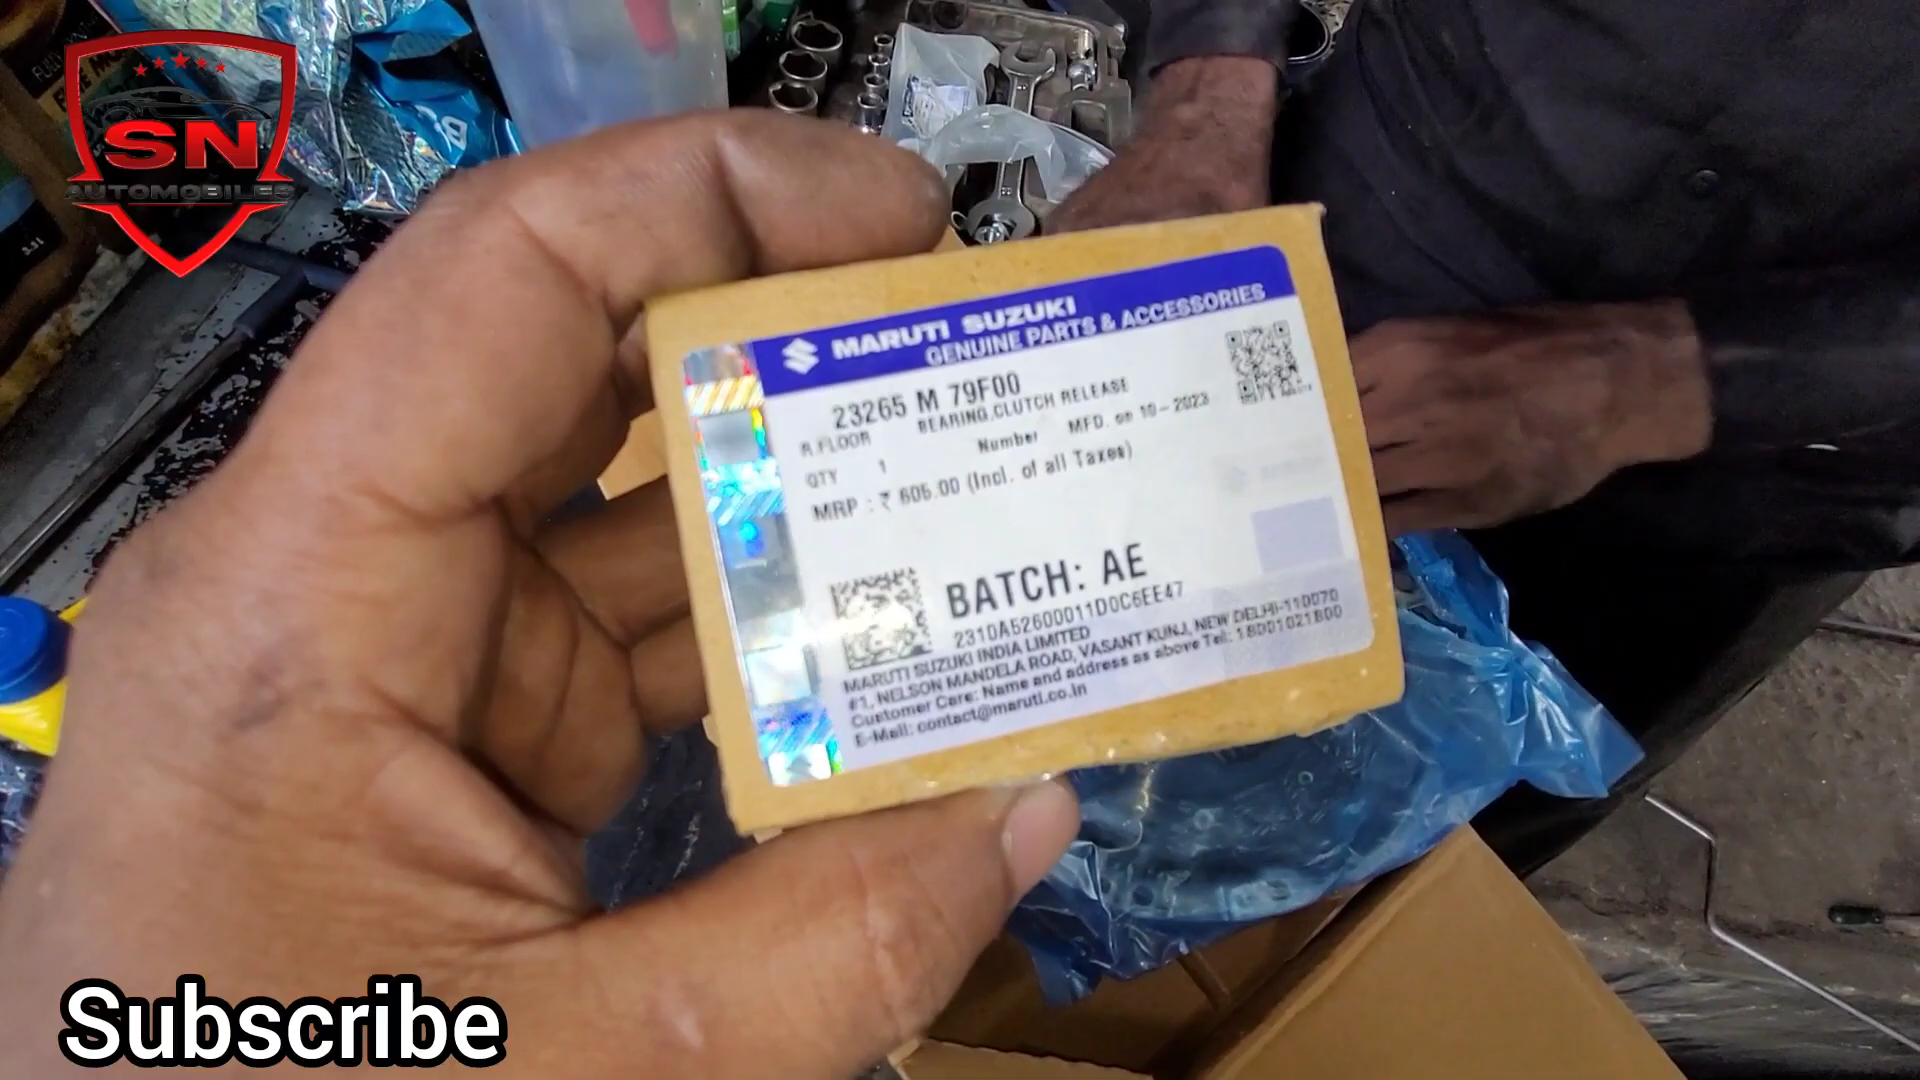 SN
AUTOMOBILES
MARUTI SUZUKI
GENUINE PARTS & ACCESSORIES
23265 M 79F00
R.FLOOR BEARING,CLUTCH RELEASE
QTY 1 Number MFD. on 10-2023
MRP : ₹ 605.00 (Incl. of all Taxes)
BATCH: AE
2310A52600011D0C6EE47
MARUTI SUZUKI INDIA LIMITED
#1, NELSON MANDELA ROAD, VASANT KUNJ, NEW DELHI-110070
Customer Care: Name and address as above Tel: 18001021800
E-Mail: contact@maruti.co.in
Subscribe